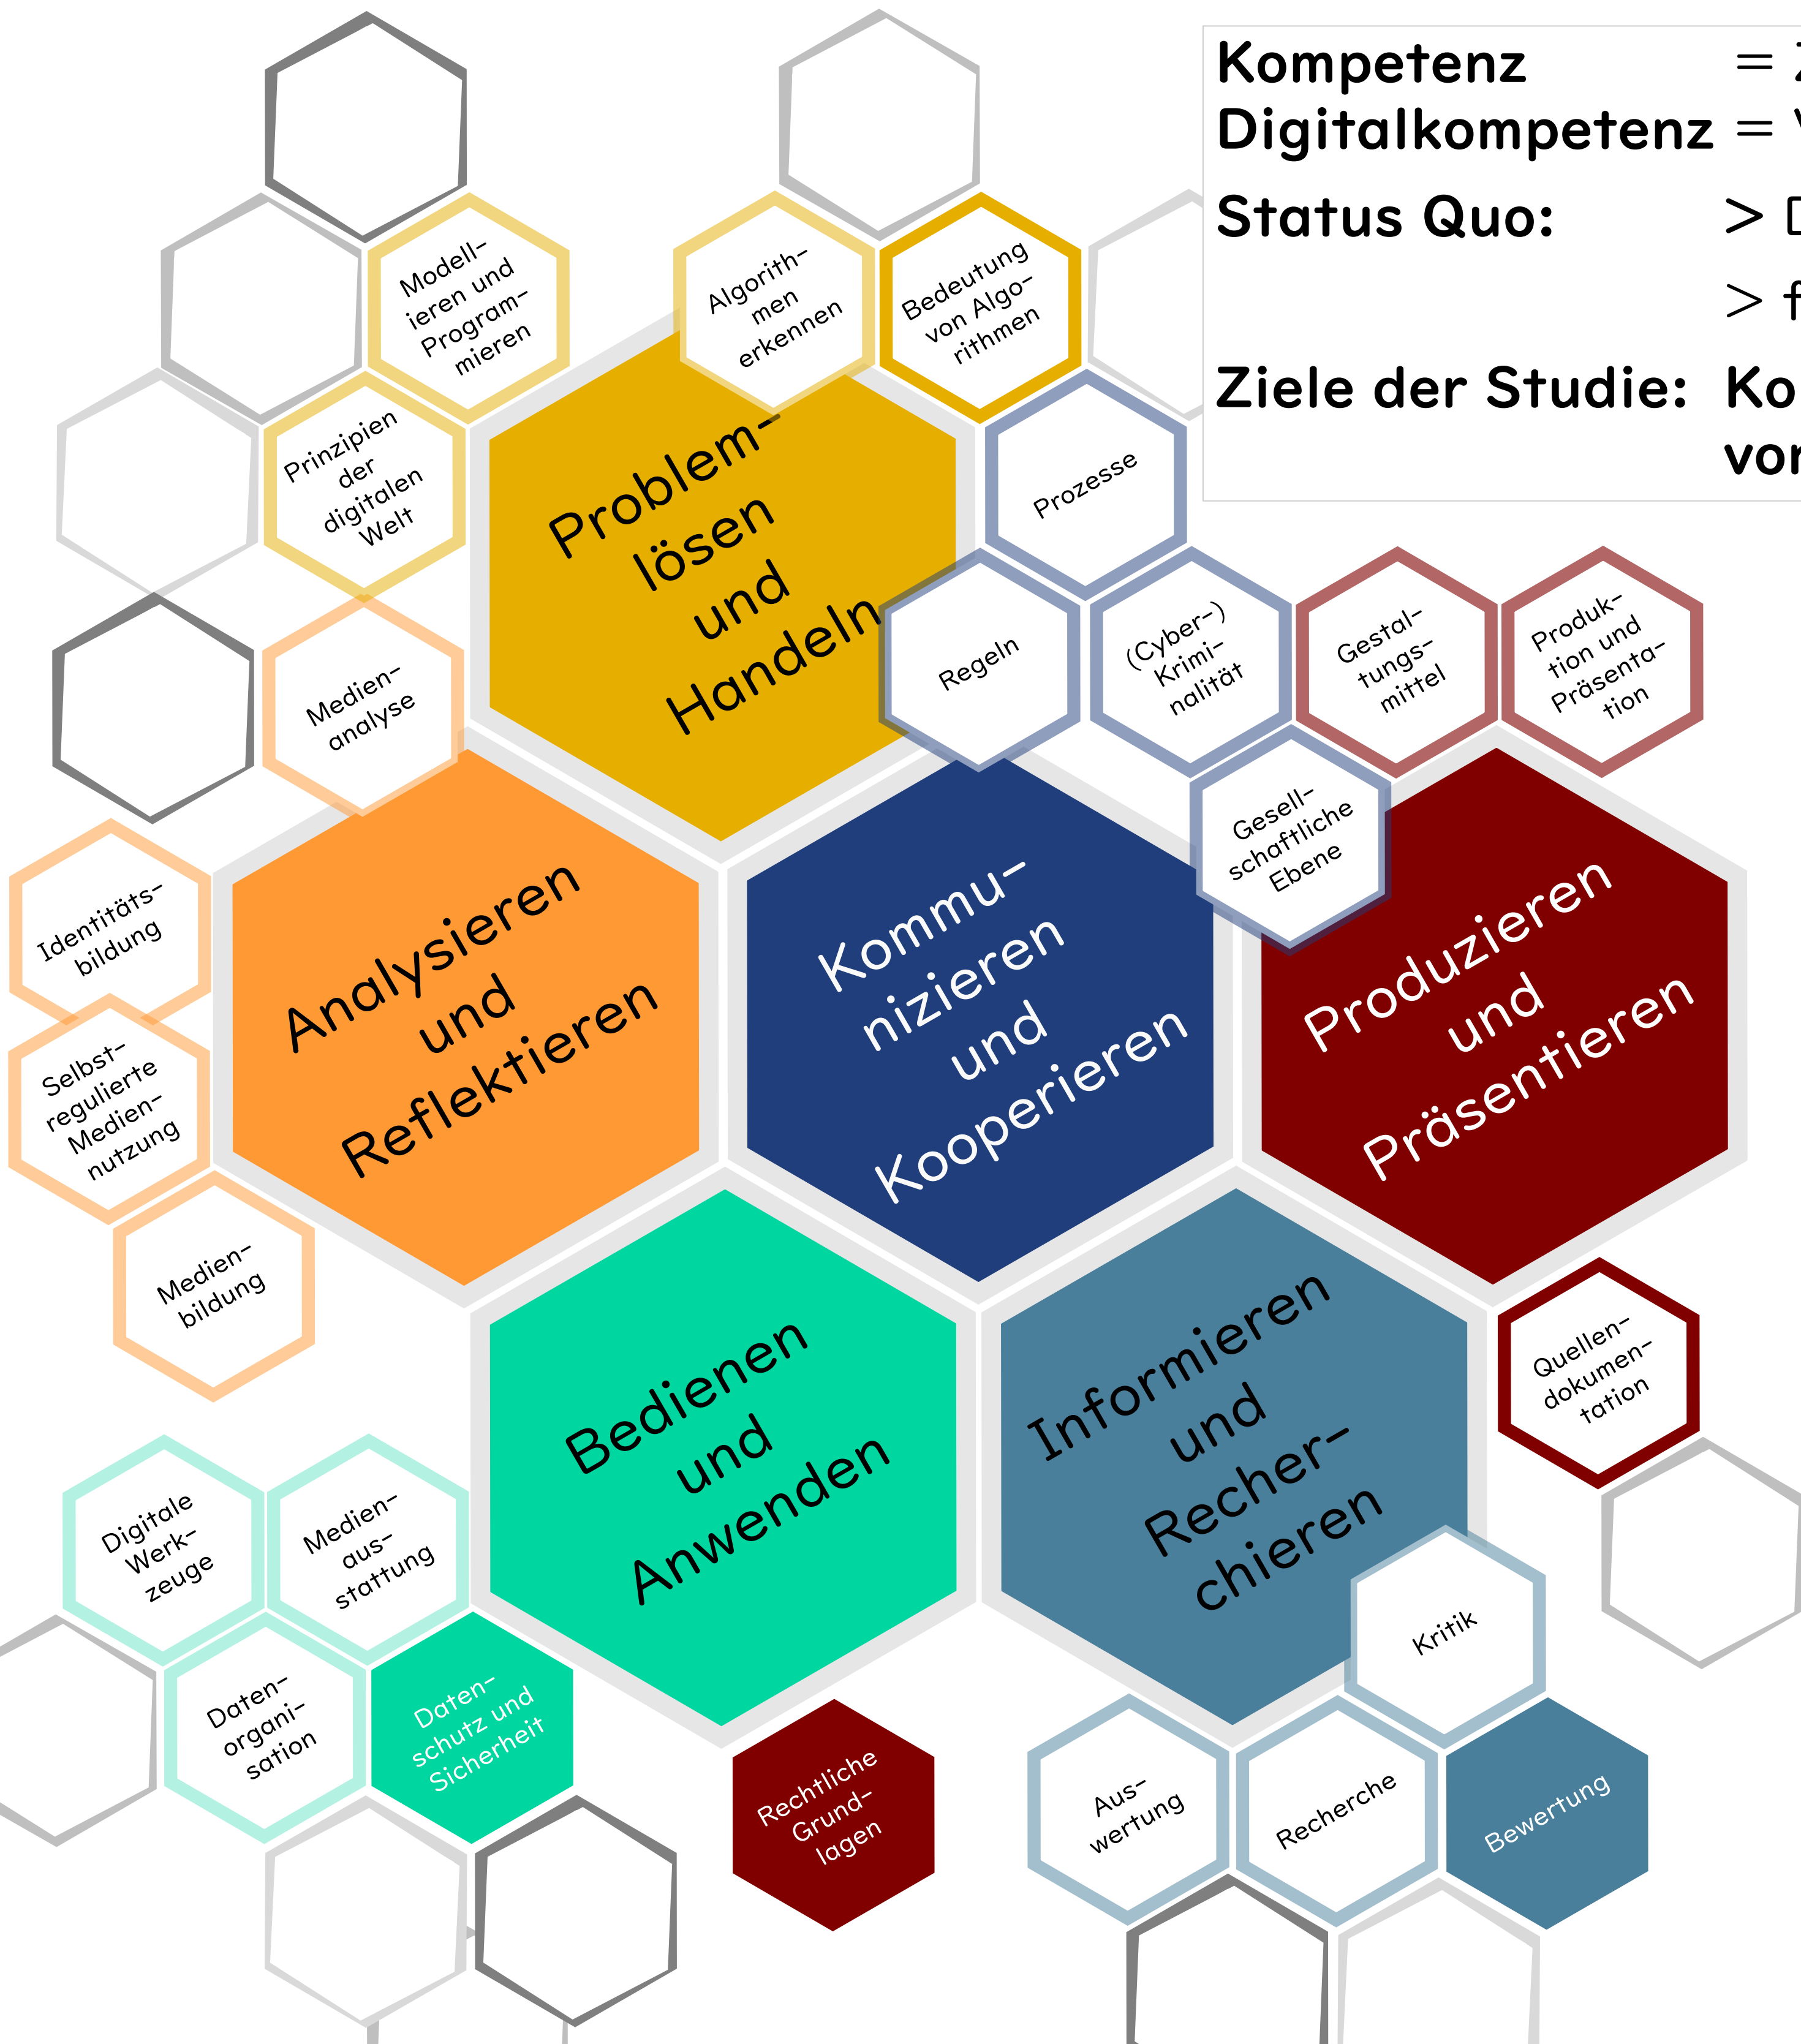 Kompetenz =
Digitalkompetenz =
Status Quo: >
>
Ziele der Studie:
Modell-
ieren und
Program-
mieren
Algorith-
men
erkennen
Bedeutung
von Algo-
rithmen
Prinzipien
der
digitalen
Welt
Problem-
lösen
und
Handeln
Prozesse
Medien-
analyse
Regeln
(Cyber-)
Krimi-
nalität
Gestal-
tungs-
mittel
Produk-
tion und
Präsenta-
tion
Gesell-
schaftliche
Ebene
Identitäts-
bildung
Analysieren
und
Reflektieren
Kommu-
nizieren
und
Kooperieren
Produzieren
und
Präsentieren
Selbst-
regulierte
Medien-
nutzung
Medien-
bildung
Bedienen
und
Anwenden
Informieren
und
Recher-
chieren
Quellen-
dokumen-
tation
Digitale
Werk-
zeuge
Medien-
aus-
stattung
Kritik
Daten-
organi-
sation
Daten-
schutz und
Sicherheit
Rechtliche
Grund-
lagen
Aus-
wertung
Recherche
Bewertung